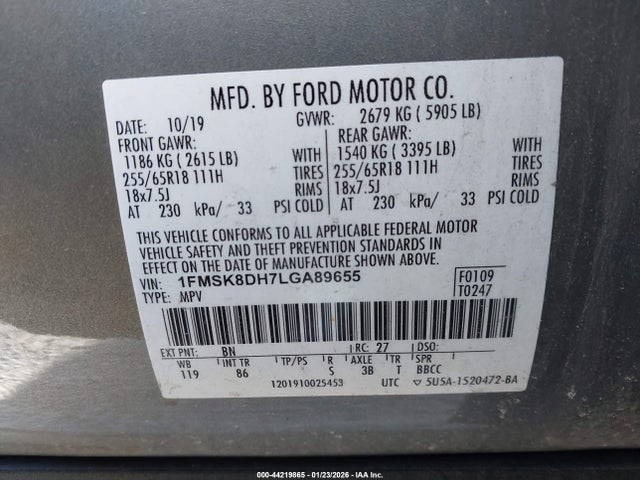 MFD. BY FORD MOTOR CO.
DATE: 10/19 GVWR: 2679 KG ( 5905 LB)
FRONT GAWR: REAR GAWR:
1186 KG ( 2615 LB) WITH 1540 KG ( 3395 LB) WITH
255/65R18 111H TIRES 255/65R18 111H TIRES
18x7.5J RIMS 18x7.5J RIMS
AT 230 kPa/ 33 PSI COLD AT 230 kPa/ 33 PSI COLD
THIS VEHICLE CONFORMS TO ALL APPLICABLE FEDERAL MOTOR
VEHICLE SAFETY AND THEFT PREVENTION STANDARDS IN
EFFECT ON THE DATE OF MANUFACTURE SHOWN ABOVE.
VIN: 1FMSK8DH7LGA89655 F0109
TYPE: MPV T0247
EXT PNT: BN RC: 27 DSO:
WB INT TR TP/PS R AXLE TR SPR
119 86 S 3B T BBCC
1201910025453 UTC ▽ 5U5A-1520472-BA
000-44219865 - 01/23/2026 - IAA Inc.